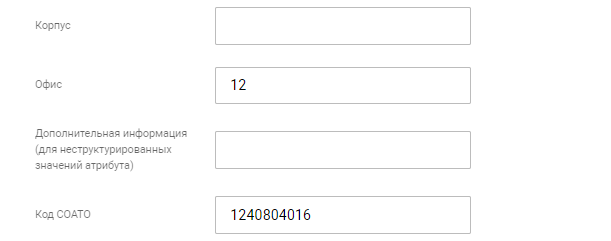 Корпус
Офис
12
Дополнительная информация
(для неструктурированных
значений атрибута)
Код СОАТО
1240804016